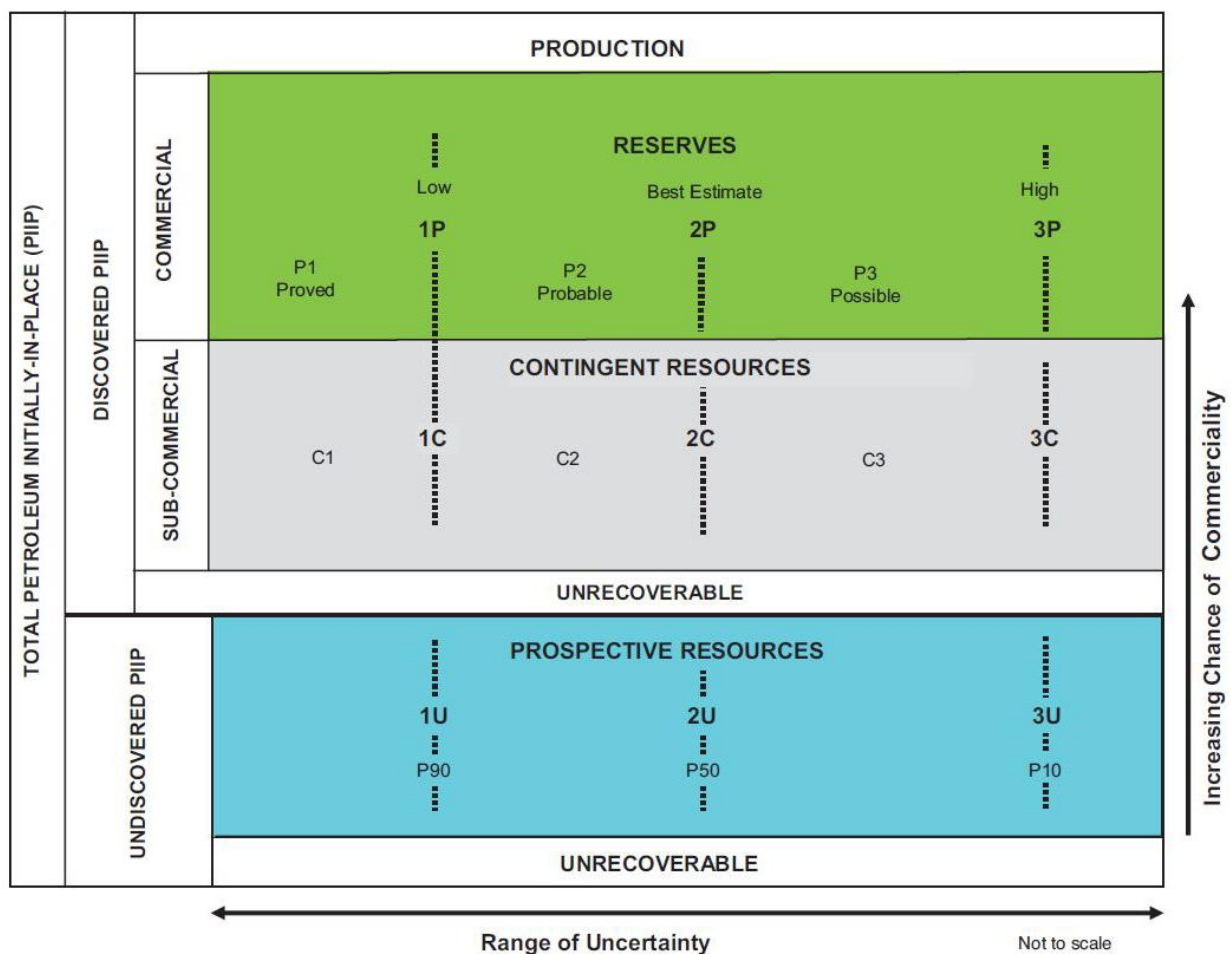 TOTAL PETROLEUM INITIALLY-IN-PLACE (PIIP)
DISCOVERED PIIP
PRODUCTION
COMMERCIAL
RESERVES
Low
Best Estimate
High
1P
2P
3P
P1
Proved
P2
Probable
P3
Possible
SUB-COMMERCIAL
CONTINGENT RESOURCES
1C
2C
3C
C1
C2
C3
UNRECOVERABLE
UNDISCOVERED PIIP
PROSPECTIVE RESOURCES
1U
2U
3U
P90
P50
P10
UNRECOVERABLE
Increasing Chance of Commerciality
Range of Uncertainty
Not to scale